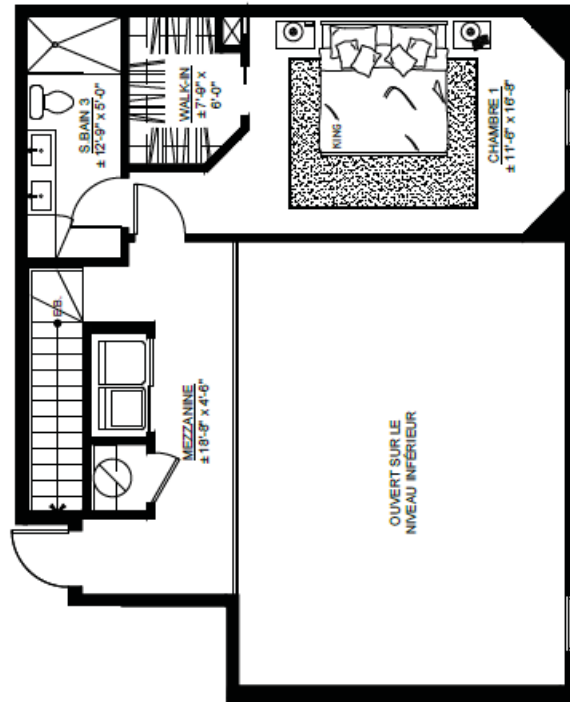 S.BAIN 3
± 12'-9" x 5'-0"
WALK-IN
± 7'-9" x
6'-0"
KING
CHAMBRE 1
± 11'-6" x 16'-8"
E/B.
MEZZANINE
± 18'-8" x 4'-6"
OUVERT SUR LE
NIVEAU INFÉRIEUR